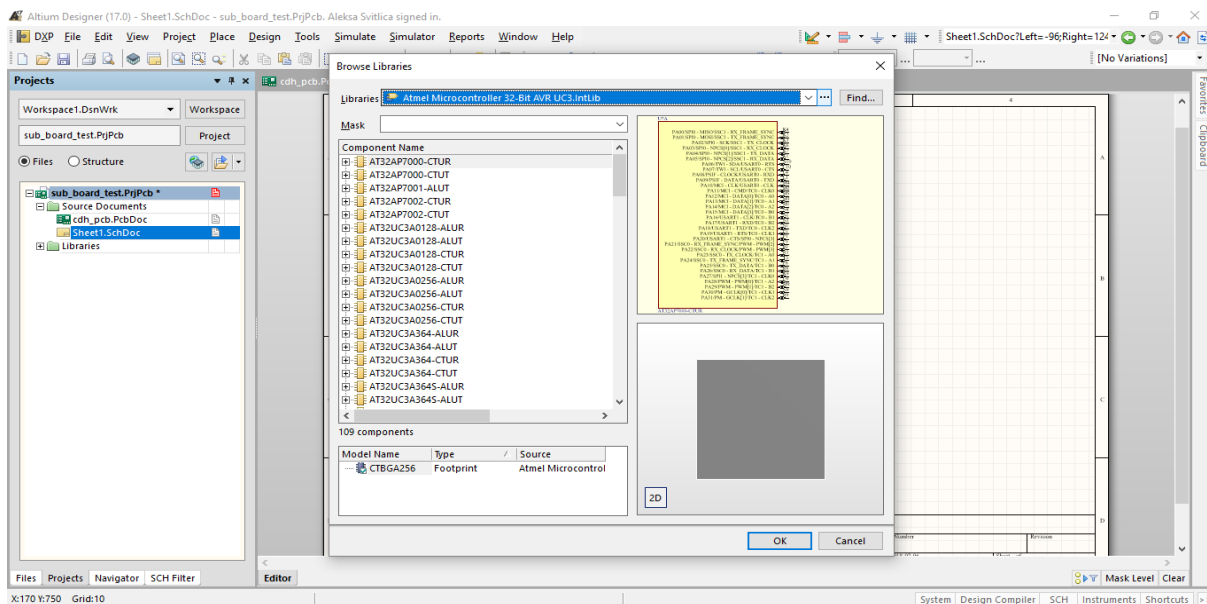 Altium Designer (17.0) - Sheet1.SchDoc - sub_board_test.PrjPcb. Aleksa Svitlica signed in.
DXP File Edit View Project Place Design Tools Simulate Simulator Reports Window Help
Sheet1.SchDoc?Left=-96;Right=124
... ... [No Variations]
Projects
cdh_pcb.P
Workspace1.DsnWrk Workspace
sub_board_test.PrjPcb Project
Files Structure
sub_board_test.PrjPcb *
Source Documents
cdh_pcb.PcbDoc
Sheet1.SchDoc
Libraries
Files Projects Navigator SCH Filter
Browse Libraries
Libraries Atmel Microcontroller 32-Bit AVR UC3.IntLib ... Find...
Mask
Component Name
AT32AP7000-CTUR
AT32AP7000-CTUT
AT32AP7001-ALUT
AT32AP7002-CTUR
AT32AP7002-CTUT
AT32UC3A0128-ALUR
AT32UC3A0128-ALUT
AT32UC3A0128-CTUR
AT32UC3A0128-CTUT
AT32UC3A0256-ALUR
AT32UC3A0256-ALUT
AT32UC3A0256-CTUR
AT32UC3A0256-CTUT
AT32UC3A364-ALUR
AT32UC3A364-ALUT
AT32UC3A364-CTUR
AT32UC3A364-CTUT
AT32UC3A364S-ALUR
AT32UC3A364S-ALUT
109 components
Model Name Type / Source
CTBGA256 Footprint Atmel Microcontrol
AT32AP7000-CTUR
2D
OK Cancel
4
A
B
C
D
Number Revision
Favorites
Clipboard
Editor
Mask Level Clear
X:170 Y:750 Grid:10
System Design Compiler SCH Instruments Shortcuts >